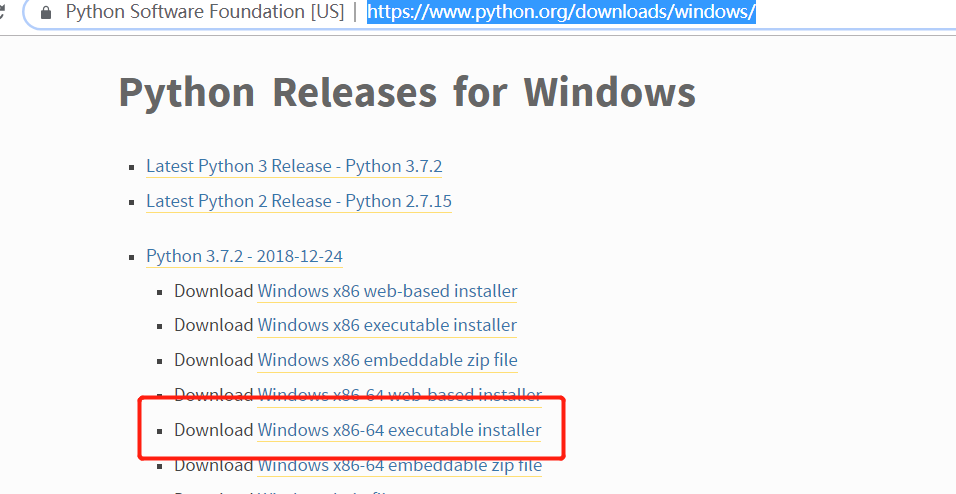 Python Software Foundation [US] | https://www.python.org/downloads/windows/
Python Releases for Windows
Latest Python 3 Release - Python 3.7.2
Latest Python 2 Release - Python 2.7.15
Python 3.7.2 - 2018-12-24
Download Windows x86 web-based installer
Download Windows x86 executable installer
Download Windows x86 embeddable zip file
Download Windows x86-64 web-based installer
Download Windows x86-64 executable installer
Download Windows x86-64 embeddable zip file